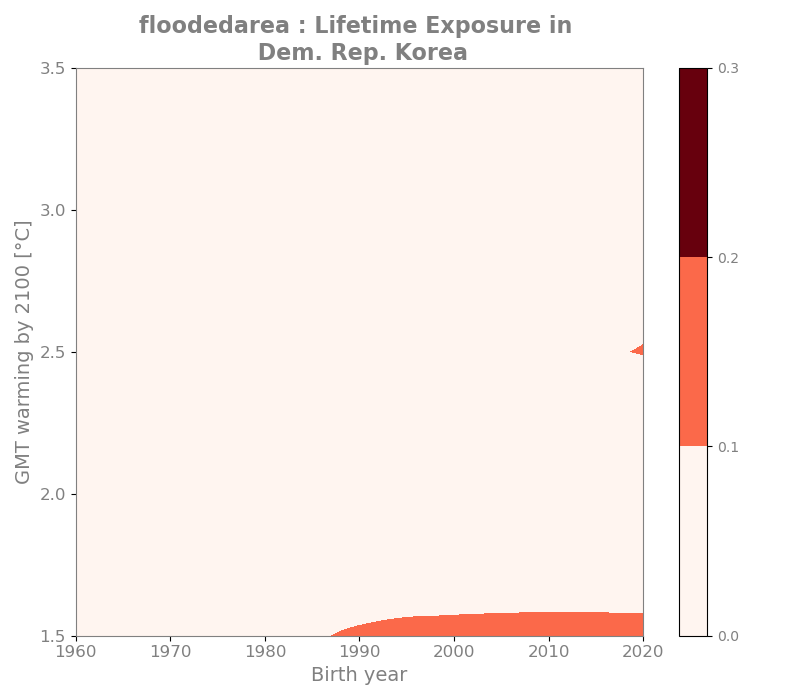 floodedarea : Lifetime Exposure in
Dem. Rep. Korea
GMT warming by 2100 [°C]
3.5
3.0
2.5
2.0
1.5
1960 1970 1980 1990 2000 2010 2020
Birth year
0.3
0.2
0.1
0.0